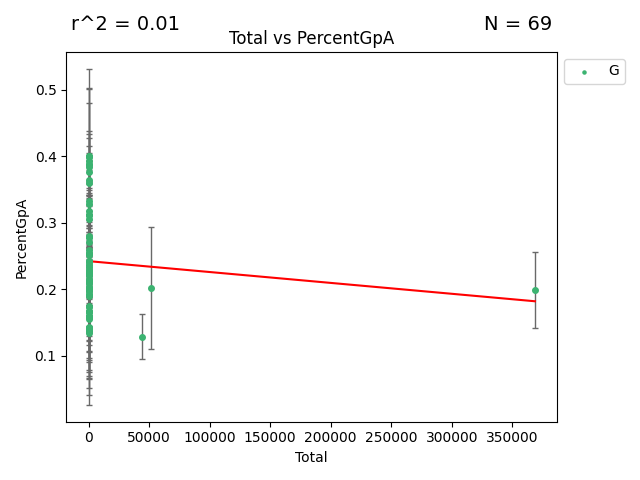 r^2 = 0.01
N = 69
Total vs PercentGpA
G
PercentGpA
0.5
0.4
0.3
0.2
0.1
0 50000 100000 150000 200000 250000 300000 350000
Total